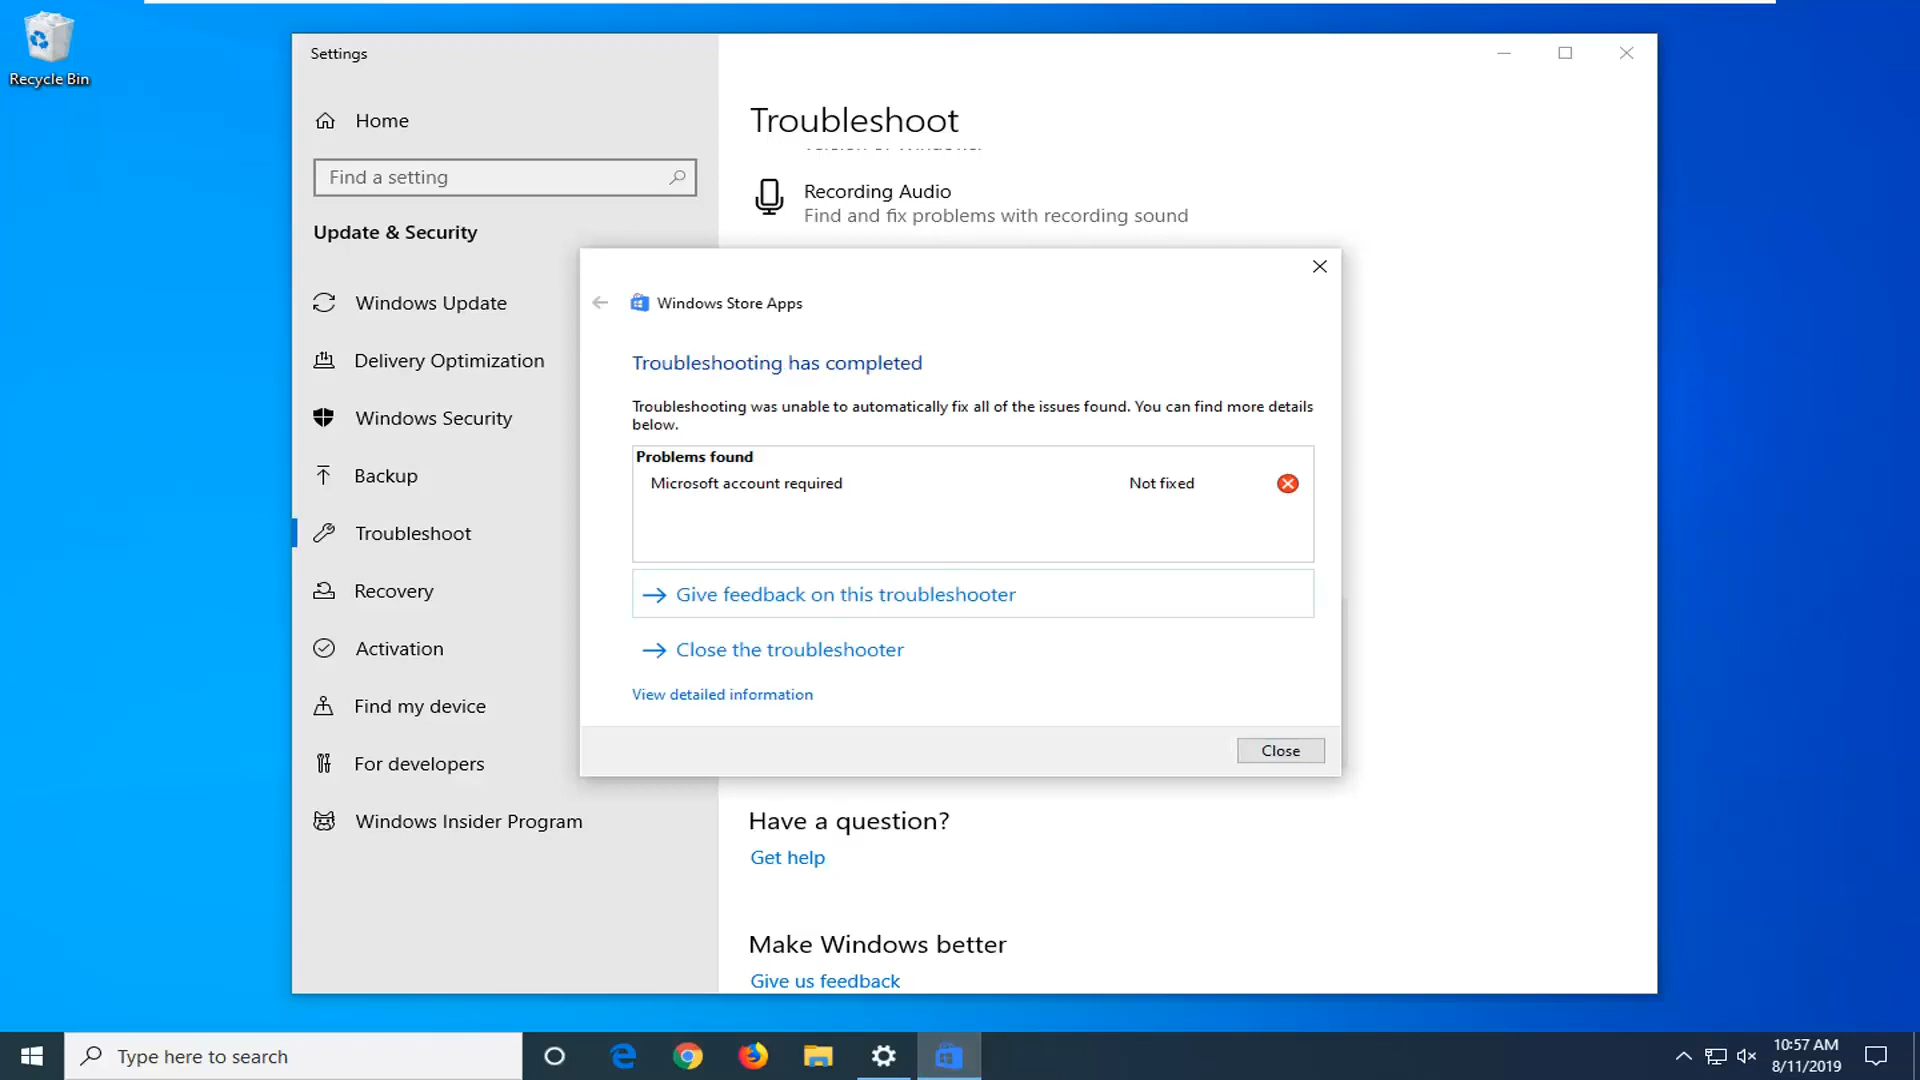 Recycle Bin
Settings
Home
Find a setting
Update & Security
Windows Update
Delivery Optimization
Windows Security
Backup
Troubleshoot
Recovery
Activation
Find my device
For developers
Windows Insider Program
Troubleshoot
Recording Audio
Find and fix problems with recording sound
Windows Store Apps
Troubleshooting has completed
Troubleshooting was unable to automatically fix all of the issues found. You can find more details
below.
Problems found
Microsoft account required Not fixed
Give feedback on this troubleshooter
Close the troubleshooter
View detailed information
Close
Have a question?
Get help
Make Windows better
Give us feedback
Type here to search
10:57 AM
8/11/2019